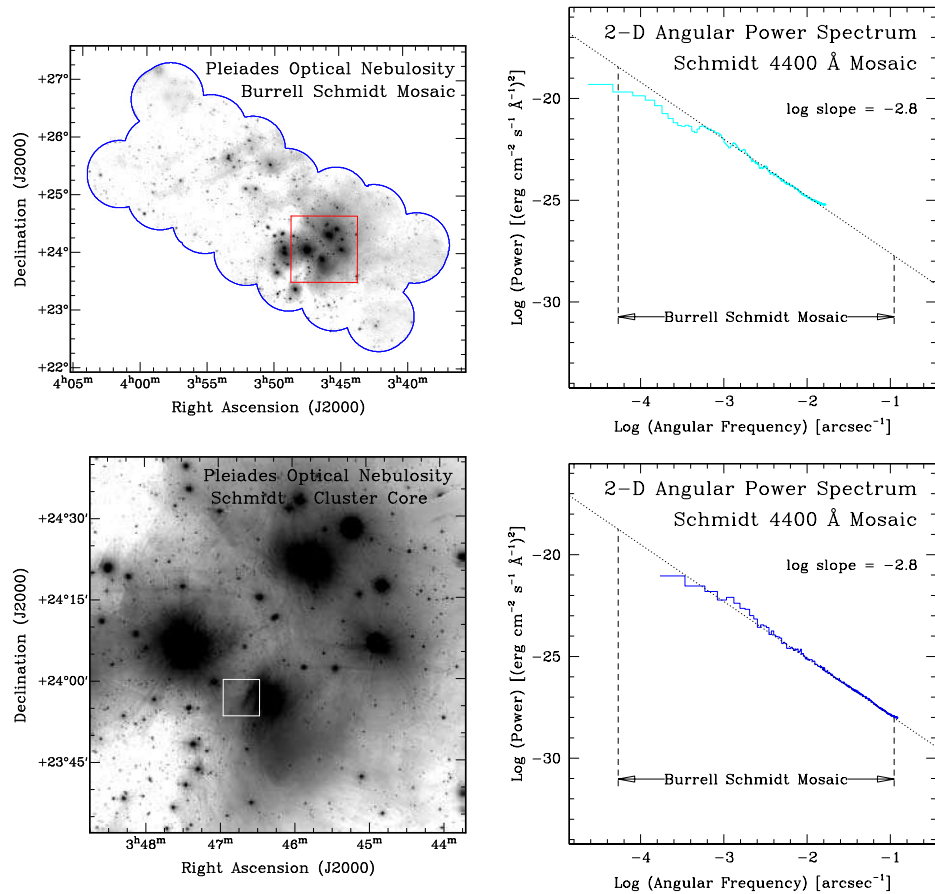 Pleiades Optical Nebulosity
Burrell Schmidt Mosaic
Declination (J2000)
+27°
+26°
+25°
+24°
+23°
+22°
4ʰ05ᵐ 4ʰ00ᵐ 3ʰ55ᵐ 3ʰ50ᵐ 3ʰ45ᵐ 3ʰ40ᵐ
Right Ascension (J2000)
2-D Angular Power Spectrum
Schmidt 4400 Å Mosaic
log slope = -2.8
Log (Power) [(erg cm⁻² s⁻¹ Å⁻¹)²]
-20
-25
-30
Burrell Schmidt Mosaic
-4 -3 -2 -1
Log (Angular Frequency) [arcsec⁻¹]
Pleiades Optical Nebulosity
Schmidt - Cluster Core
Declination (J2000)
+24°30'
+24°15'
+24°00'
+23°45'
3ʰ48ᵐ 47ᵐ 46ᵐ 45ᵐ 44ᵐ
Right Ascension (J2000)
2-D Angular Power Spectrum
Schmidt 4400 Å Mosaic
log slope = -2.8
Log (Power) [(erg cm⁻² s⁻¹ Å⁻¹)²]
-20
-25
-30
Burrell Schmidt Mosaic
-4 -3 -2 -1
Log (Angular Frequency) [arcsec⁻¹]